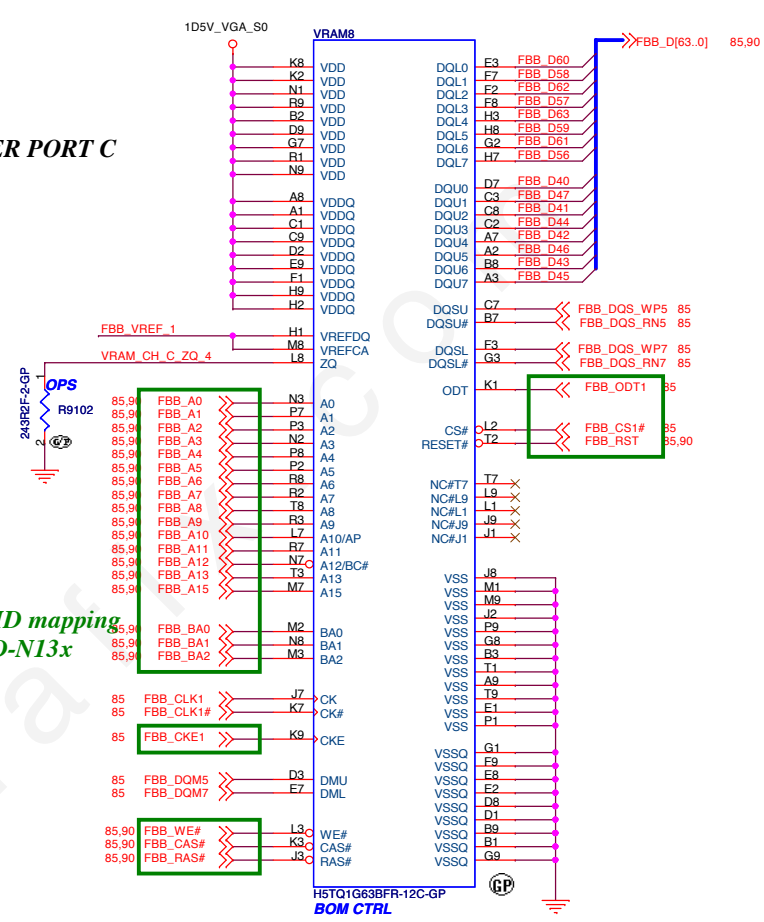 1D5V_VGA_S0
VRAM8
FBB_D[63..0] 85,90
ER PORT C
K8 VDD DQL0 E3 FBB_D60
K2 VDD DQL1 F7 FBB_D58
N1 VDD DQL2 F2 FBB_D62
R9 VDD DQL3 F8 FBB_D57
B2 VDD DQL4 H3 FBB_D63
D9 VDD DQL5 H8 FBB_D59
G7 VDD DQL6 G2 FBB_D61
R1 VDD DQL7 H7 FBB_D56
N9 VDD
A8 VDDQ DQU0 D7 FBB_D40
A1 VDDQ DQU1 C3 FBB_D47
C1 VDDQ DQU2 C8 FBB_D41
C9 VDDQ DQU3 C2 FBB_D44
D2 VDDQ DQU4 A7 FBB_D42
E9 VDDQ DQU5 A2 FBB_D46
F1 VDDQ DQU6 B8 FBB_D43
H9 VDDQ DQU7 A3 FBB_D45
H2 VDDQ
DQSU C7 FBB_DQS_WP5 85
DQSU# B7 FBB_DQS_RN5 85
FBB_VREF_1 H1 VREFDQ
M8 VREFCA DQSL F3 FBB_DQS_WP7 85
VRAM_CH_C_ZQ_4 L8 ZQ DQSL# G3 FBB_DQS_RN7 85
243R2F-2-GP
1
OPS
R9102
2
G/P
ODT K1 FBB_ODT1 85
CS# L2 FBB_CS1# 85
RESET# T2 FBB_RST 85,90
85,90 FBB_A0 N3 A0
85,90 FBB_A1 P7 A1
85,90 FBB_A2 P3 A2
85,90 FBB_A3 N2 A3
85,90 FBB_A4 P8 A4
85,90 FBB_A5 P2 A5
85,90 FBB_A6 R8 A6
85,90 FBB_A7 R2 A7
85,90 FBB_A8 T8 A8
85,90 FBB_A9 R3 A9
85,90 FBB_A10 L7 A10/AP
85,90 FBB_A11 R7 A11
85,90 FBB_A12 N7 A12/BC#
85,90 FBB_A13 T3 A13
85,90 FBB_A15 M7 A15
NC#T7 T7
NC#L9 L9
NC#L1 L1
NC#J9 J9
NC#J1 J1
ID mapping
D-N13x
85,90 FBB_BA0 M2 BA0
85,90 FBB_BA1 N8 BA1
85,90 FBB_BA2 M3 BA2
VSS J8
VSS M1
VSS M9
VSS J2
VSS P9
VSS G8
VSS B3
VSS T1
VSS A9
VSS T9
VSS E1
VSS P1
85 FBB_CLK1 J7 CK
85 FBB_CLK1# K7 CK#
85 FBB_CKE1 K9 CKE
85 FBB_DQM5 D3 DMU
85 FBB_DQM7 E7 DML
VSSQ G1
VSSQ F9
VSSQ E8
VSSQ E2
VSSQ D8
VSSQ D1
VSSQ B9
VSSQ B1
VSSQ G9
85,90 FBB_WE# L3 WE#
85,90 FBB_CAS# K3 CAS#
85,90 FBB_RAS# J3 RAS#
GP
H5TQ1G63BFR-12C-GP
BOM CTRL